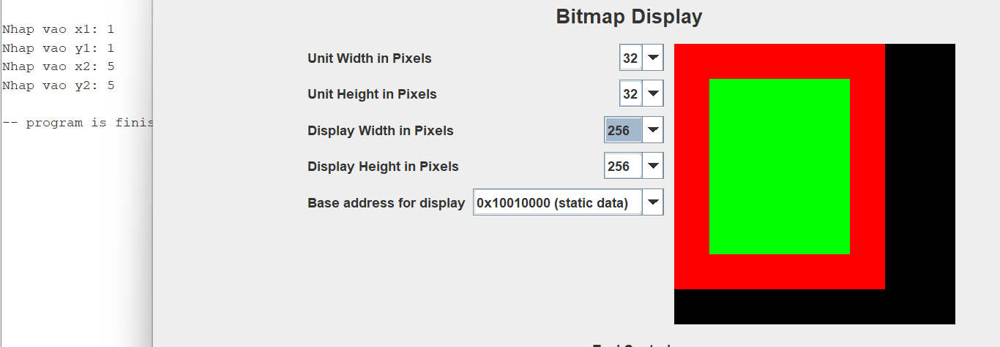 Nhap vao x1: 1
Nhap vao y1: 1
Nhap vao x2: 5
Nhap vao y2: 5
-- program is finis
Bitmap Display
Unit Width in Pixels 32
Unit Height in Pixels 32
Display Width in Pixels 256
Display Height in Pixels 256
Base address for display 0x10010000 (static data)